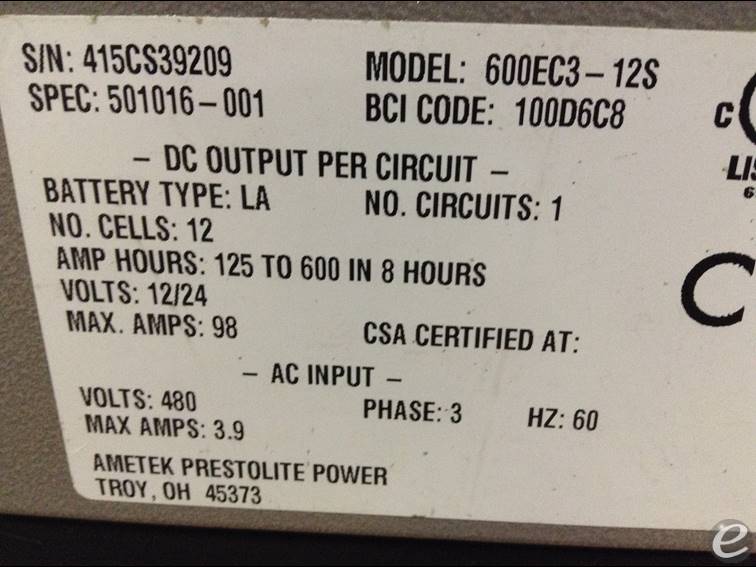 S/N: 415CS39209 MODEL: 600EC3-12S
SPEC: 501016-001 BCI CODE: 100D6C8
- DC OUTPUT PER CIRCUIT -
BATTERY TYPE: LA NO. CIRCUITS: 1
NO. CELLS: 12
AMP HOURS: 125 TO 600 IN 8 HOURS
VOLTS: 12/24
MAX. AMPS: 98 CSA CERTIFIED AT:
- AC INPUT -
VOLTS: 480 PHASE: 3 HZ: 60
MAX AMPS: 3.9
AMETEK PRESTOLITE POWER
TROY, OH 45373
C
C
e